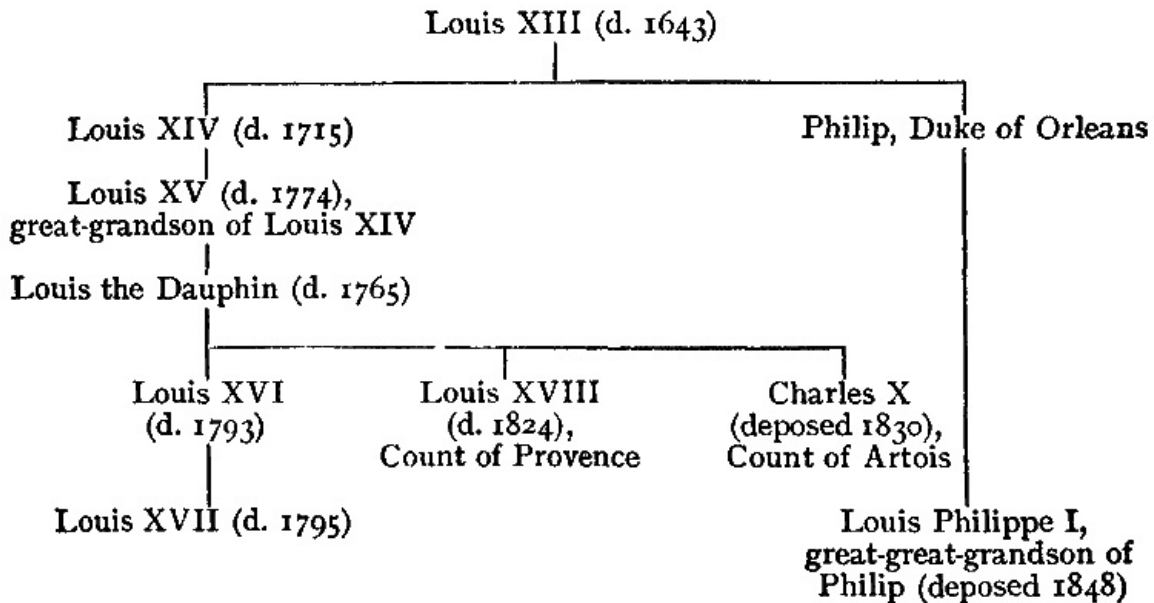 Louis XIII (d. 1643)
Louis XIV (d. 1715)
Philip, Duke of Orleans
Louis XV (d. 1774),
great-grandson of Louis XIV
Louis the Dauphin (d. 1765)
Louis XVI
(d. 1793)
Louis XVIII
(d. 1824),
Count of Provence
Charles X
(deposed 1830),
Count of Artois
Louis XVII (d. 1795)
Louis Philippe I,
great-great-grandson of
Philip (deposed 1848)